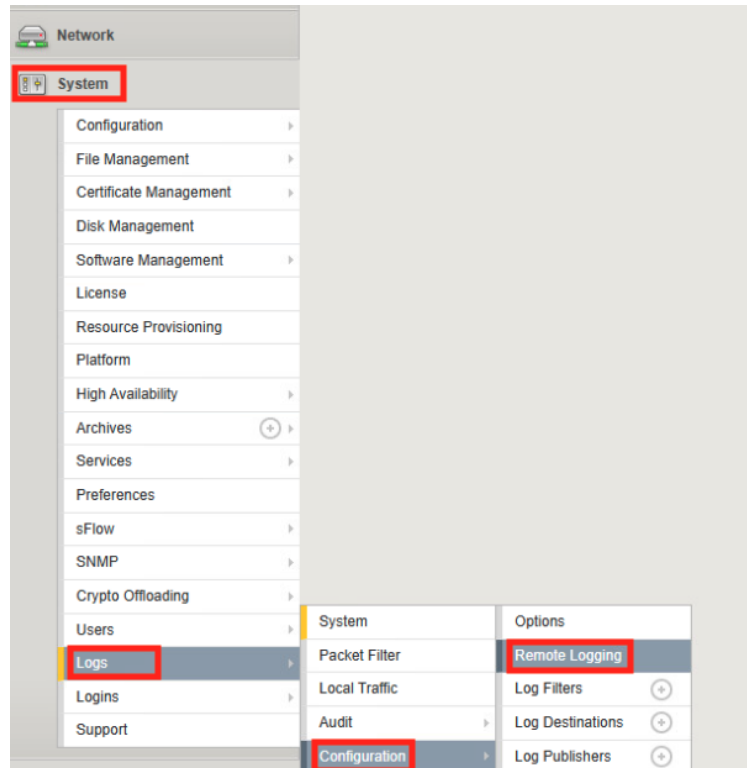 Network
System
Configuration
File Management
Certificate Management
Disk Management
Software Management
License
Resource Provisioning
Platform
High Availability
Archives
Services
Preferences
sFlow
SNMP
Crypto Offloading
Users
Logs
Logins
Support
System
Packet Filter
Local Traffic
Audit
Configuration
Options
Remote Logging
Log Filters
Log Destinations
Log Publishers